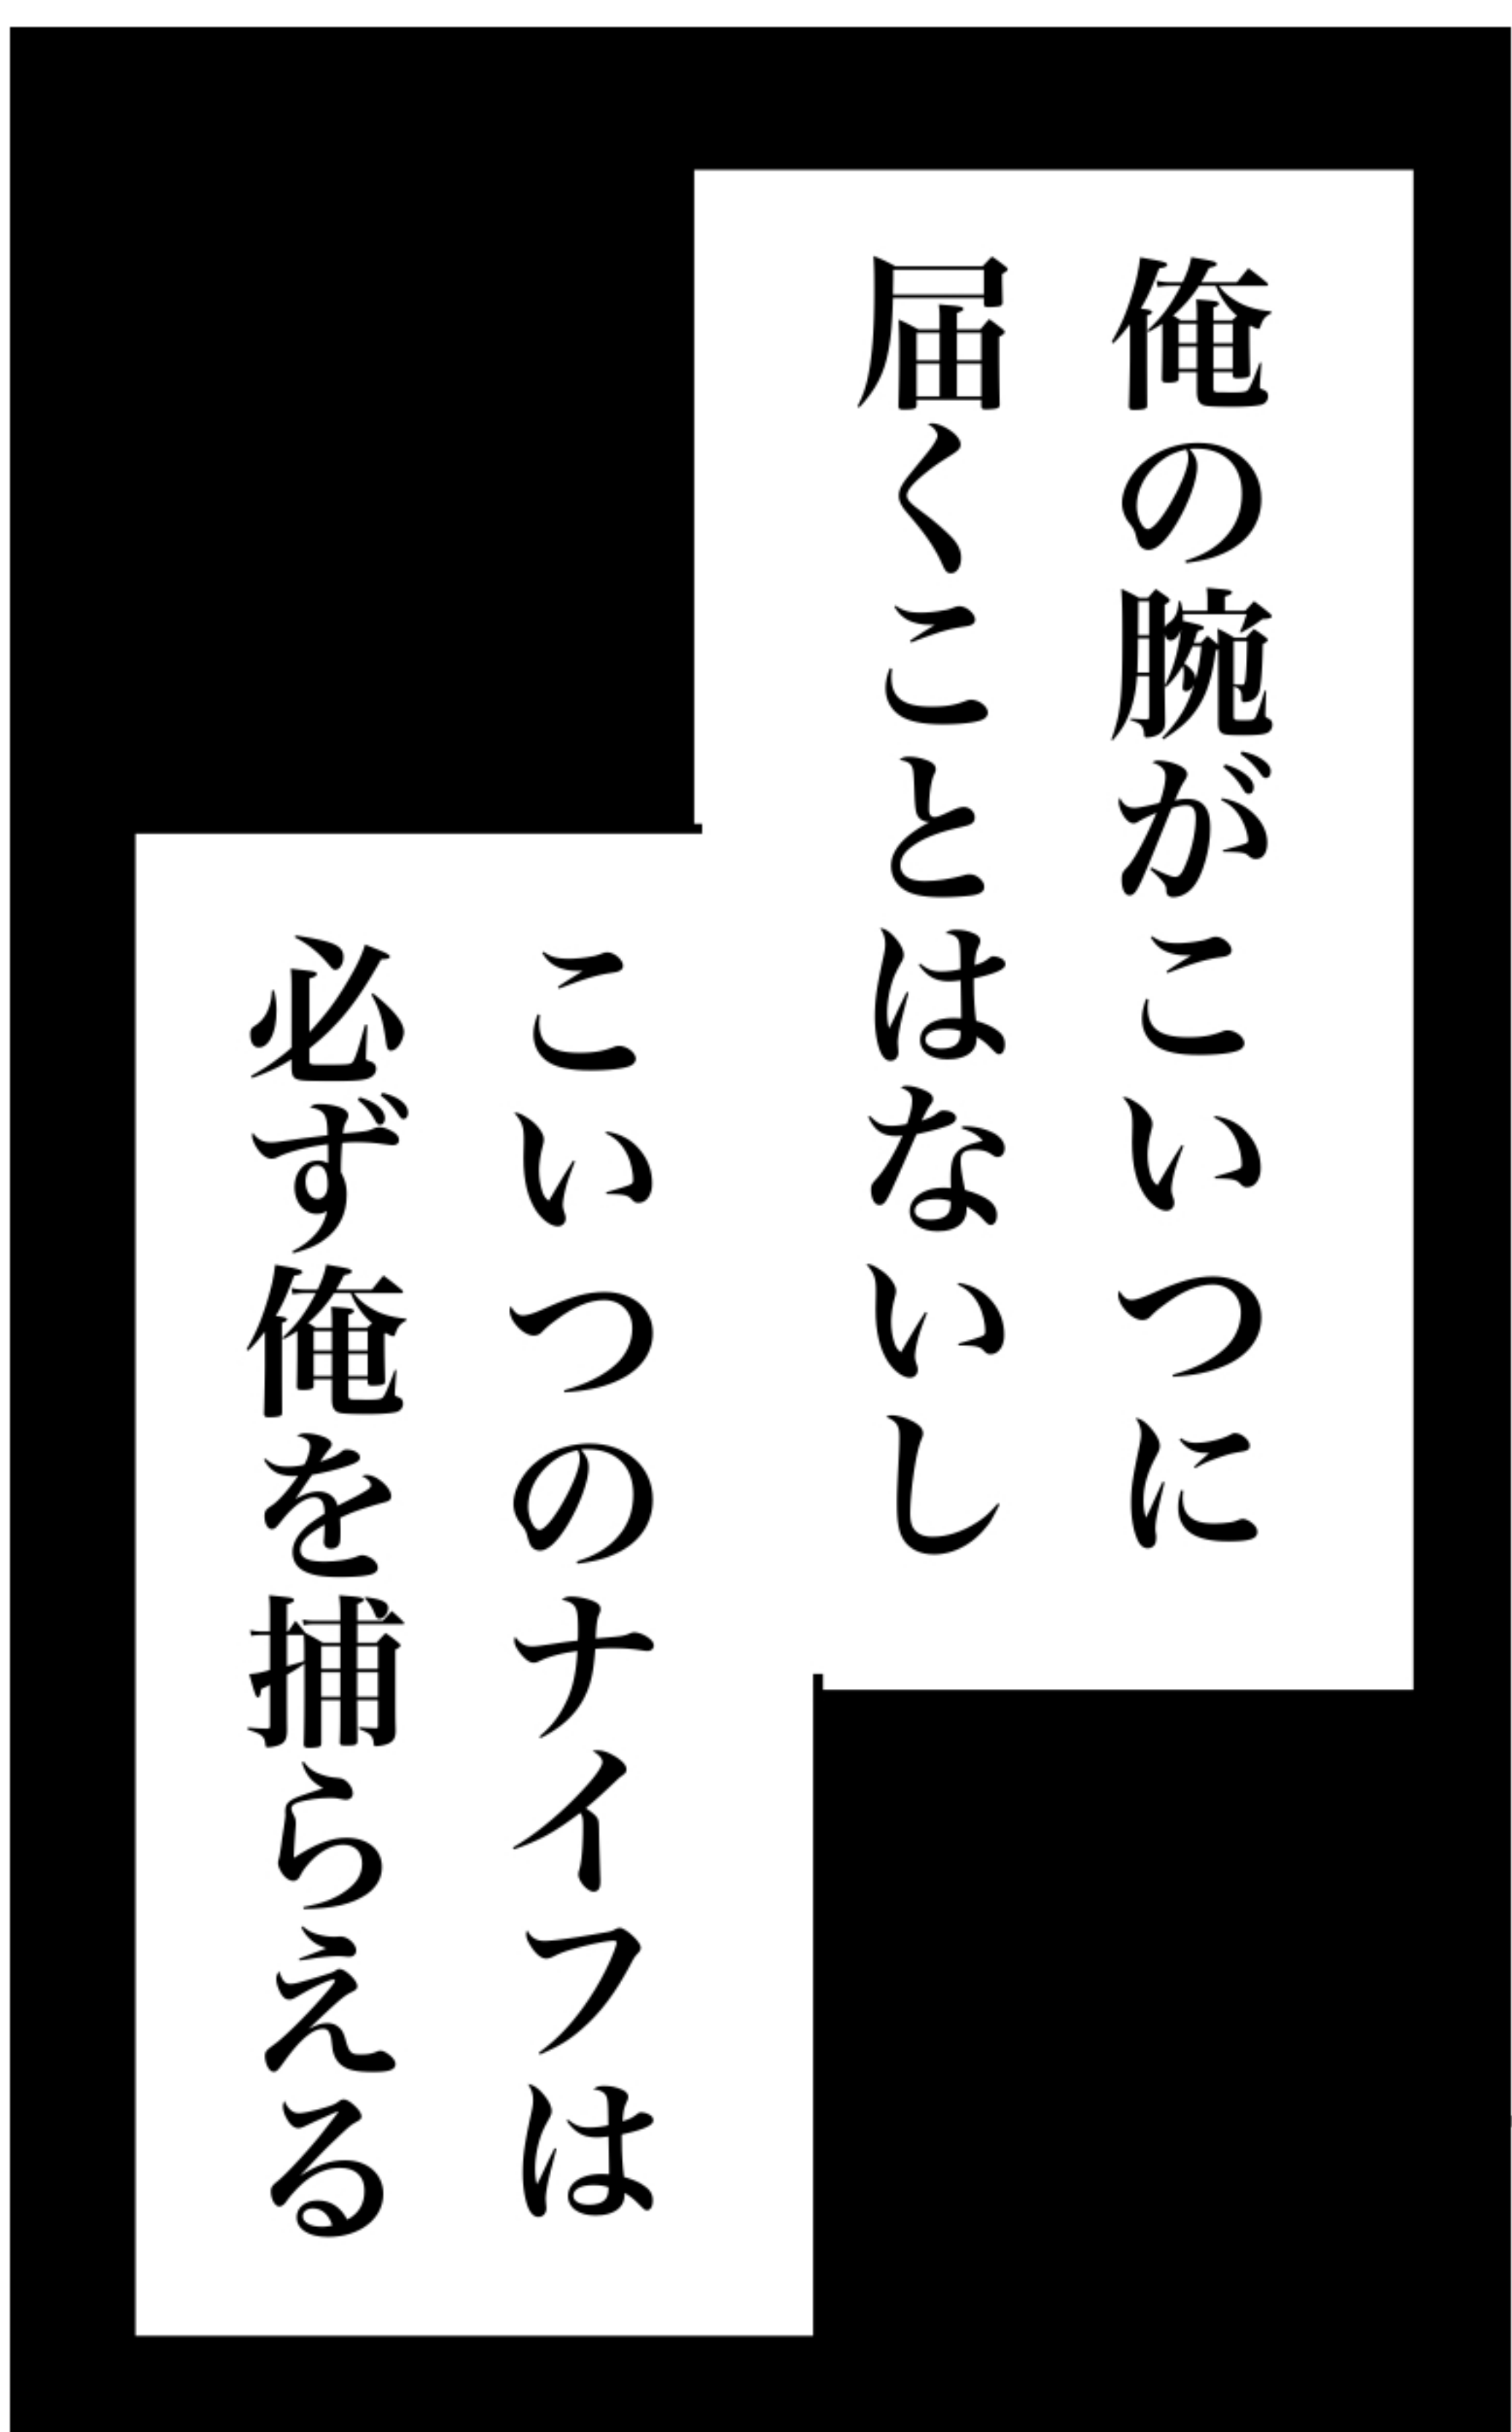 俺の腕がこいつに
届くことはないし
こいつのナイフは
必ず俺を捕らえる